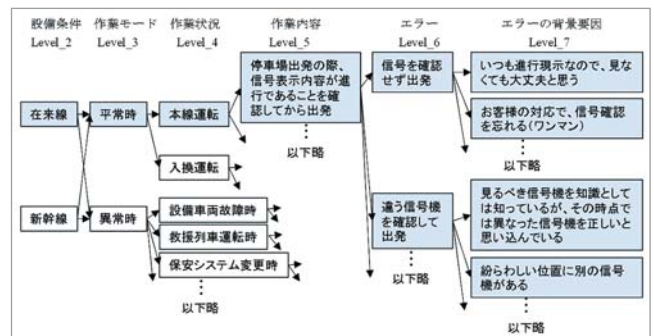 設備条件 作業モード 作業状況 作業内容 エラー エラーの背景要因
Level_2 Level_3 Level_4 Level_5 Level_6 Level_7
在来線
新幹線
平常時
異常時
本線運転
入換運転
設備車両故障時
救援列車運転時
保安システム変更時
以下略
停車場出発の際、
信号表示内容が進
行であることを確
認してから出発
以下略
信号を確認
せず出発
違う信号機
を確認して
出発
以下略
いつも進行現示なので、見な
くても大丈夫と思う
お客様の対応で、信号確認
を忘れる(ワンマン)
以下略
見るべき信号機を知識として
は知っているが、その時点で
は異なった信号機を正しいと
思い込んでいる
紛らわしい位置に別の信号
機がある
以下略